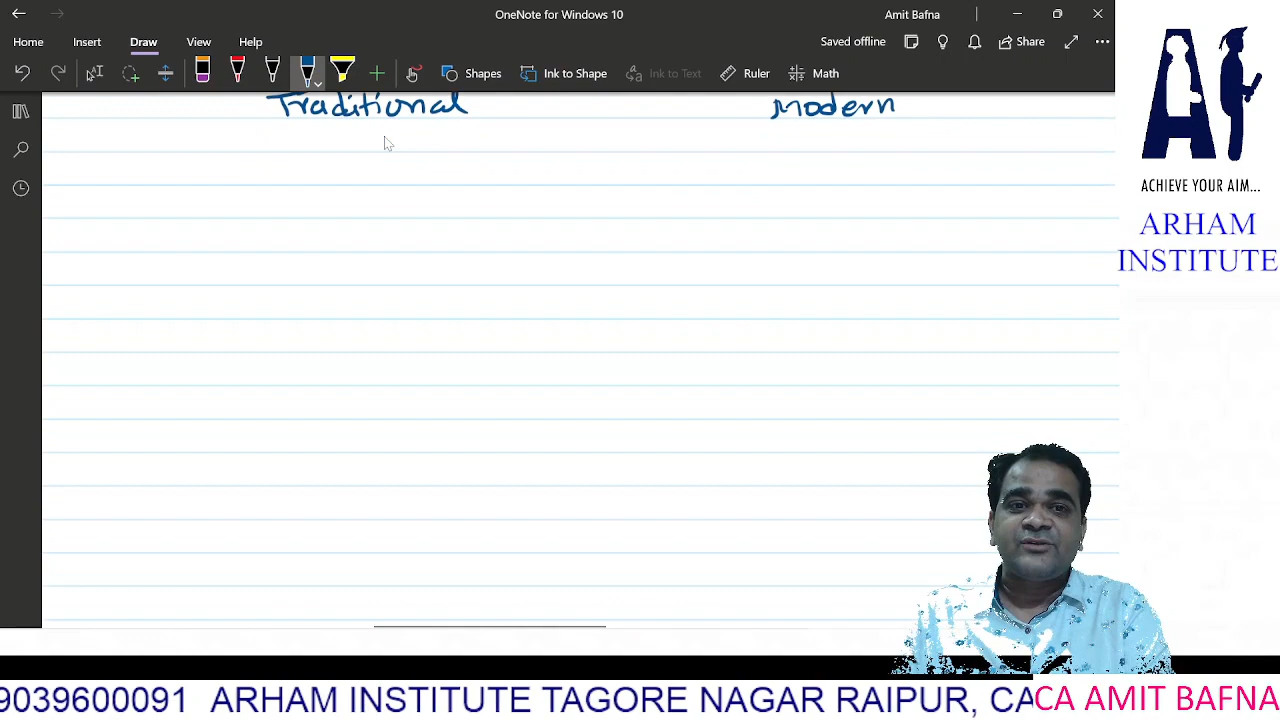 OneNote for Windows 10
Amit Bafna
Home Insert Draw View Help
Saved offline
Share
Shapes
Ink to Shape
Ink to Text
Ruler
Math
Traditional
Modern
ACHIEVE YOUR AIM...
ARHAM
INSTITUTE
9039600091 ARHAM INSTITUTE TAGORE NAGAR RAIPUR, CA
CA AMIT BAFNA